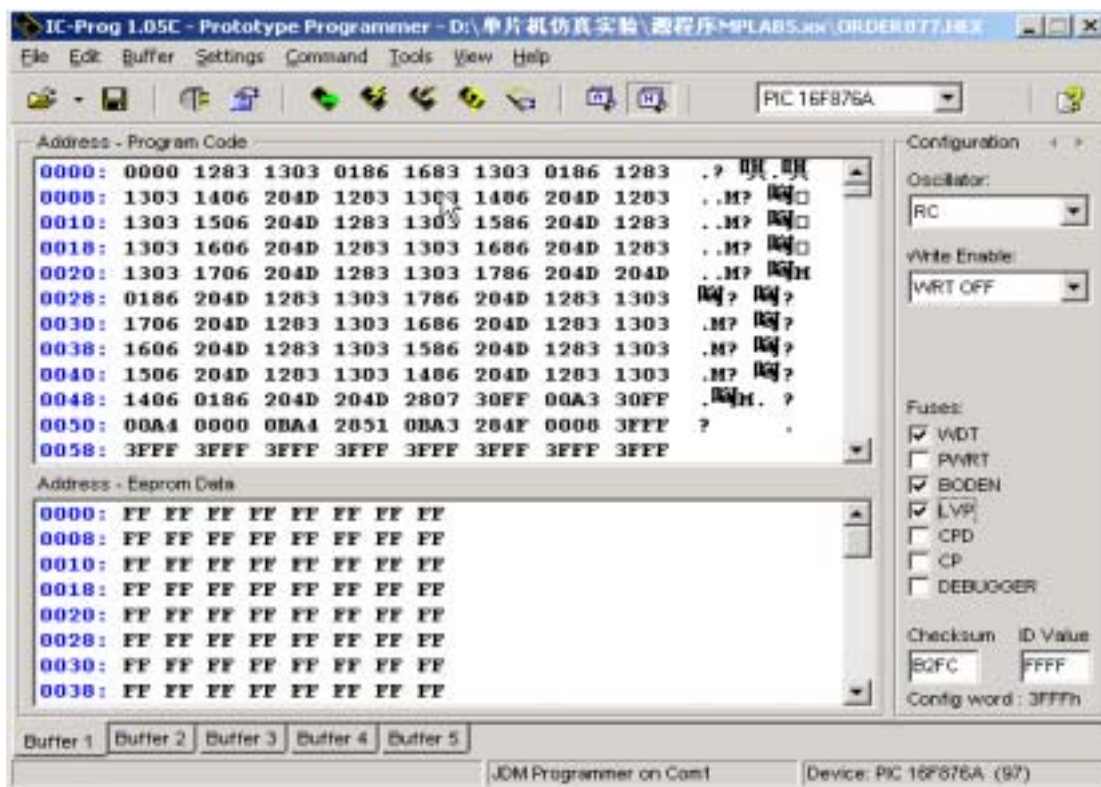 IC-Prog 1.05C - Prototype Programmer - D:\单片机仿真实验\源程序MPLAB5.xx\ORDER077.HEX
File Edit Buffer Settings Command Tools View Help
PIC 16F876A
Address - Program Code
0000: 0000 1283 1303 0186 1683 1303 0186 1283
0008: 1303 1406 204D 1283 1303 1486 204D 1283
0010: 1303 1506 204D 1283 1303 1586 204D 1283
0018: 1303 1606 204D 1283 1303 1686 204D 1283
0020: 1303 1706 204D 1283 1303 1786 204D 204D
0028: 0186 204D 1283 1303 1786 204D 1283 1303
0030: 1706 204D 1283 1303 1686 204D 1283 1303
0038: 1606 204D 1283 1303 1586 204D 1283 1303
0040: 1506 204D 1283 1303 1486 204D 1283 1303
0048: 1406 0186 204D 204D 2807 30FF 00A3 30FF
0050: 00A4 0000 0BA4 2851 0BA3 284F 0008 3FFF
0058: 3FFF 3FFF 3FFF 3FFF 3FFF 3FFF 3FFF 3FFF
Address - Eeprom Data
0000: FF FF FF FF FF FF FF FF
0008: FF FF FF FF FF FF FF FF
0010: FF FF FF FF FF FF FF FF
0018: FF FF FF FF FF FF FF FF
0020: FF FF FF FF FF FF FF FF
0028: FF FF FF FF FF FF FF FF
0030: FF FF FF FF FF FF FF FF
0038: FF FF FF FF FF FF FF FF
Configuration
Oscillator:
RC
Write Enable:
WRT OFF
Fuses:
WDT
PWRT
BODEN
LVP
CPD
CP
DEBUGGER
Checksum ID Value
B2FC FFFF
Config word : 3FFFh
Buffer 1 Buffer 2 Buffer 3 Buffer 4 Buffer 5
JDM Programmer on Com1 Device: PIC 16F876A (97)